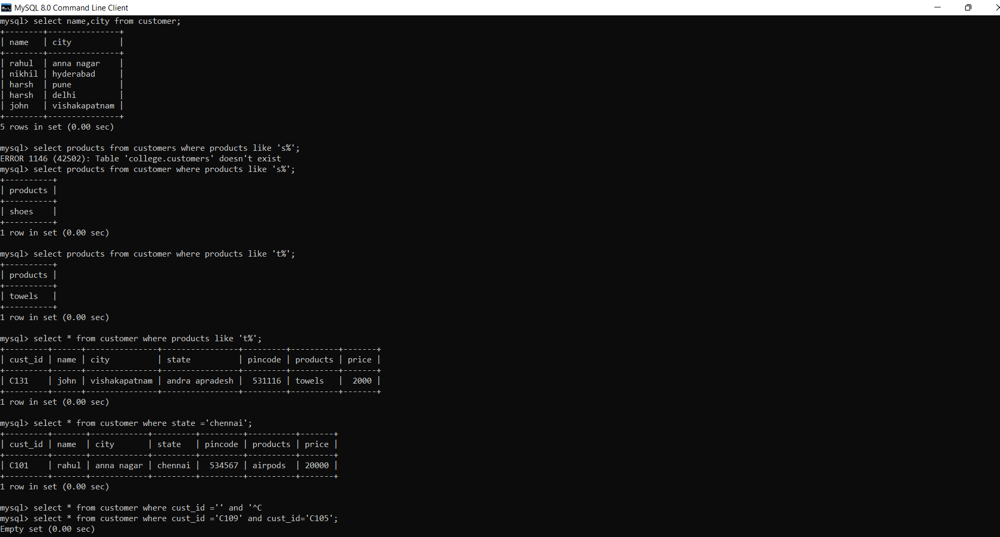 MySQL 8.0 Command Line Client
mysql> select name,city from customer;
+--------+---------------+
| name   | city          |
+--------+---------------+
| rahul  | anna nagar    |
| nikhil | hyderabad     |
| harsh  | pune          |
| harsh  | delhi         |
| john   | vishakapatnam |
+--------+---------------+
5 rows in set (0.00 sec)
mysql> select products from customers where products like 's%';
ERROR 1146 (42S02): Table 'college.customers' doesn't exist
mysql> select products from customer where products like 's%';
+----------+
| products |
+----------+
| shoes    |
+----------+
1 row in set (0.00 sec)
mysql> select products from customer where products like 't%';
+----------+
| products |
+----------+
| towels   |
+----------+
1 row in set (0.00 sec)
mysql> select * from customer where products like 't%';
+---------+------+---------------+----------------+---------+----------+-------+
| cust_id | name | city          | state          | pincode | products | price |
+---------+------+---------------+----------------+---------+----------+-------+
| C131    | john | vishakapatnam | andra apradesh |  531116 | towels   |  2000 |
+---------+------+---------------+----------------+---------+----------+-------+
1 row in set (0.00 sec)
mysql> select * from customer where state ='chennai';
+---------+-------+------------+---------+---------+----------+-------+
| cust_id | name  | city       | state   | pincode | products | price |
+---------+-------+------------+---------+---------+----------+-------+
| C101    | rahul | anna nagar | chennai |  534567 | airpods  | 20000 |
+---------+-------+------------+---------+---------+----------+-------+
1 row in set (0.00 sec)
mysql> select * from customer where cust_id ='' and '^C
mysql> select * from customer where cust_id ='C109' and cust_id='C105';
Empty set (0.00 sec)